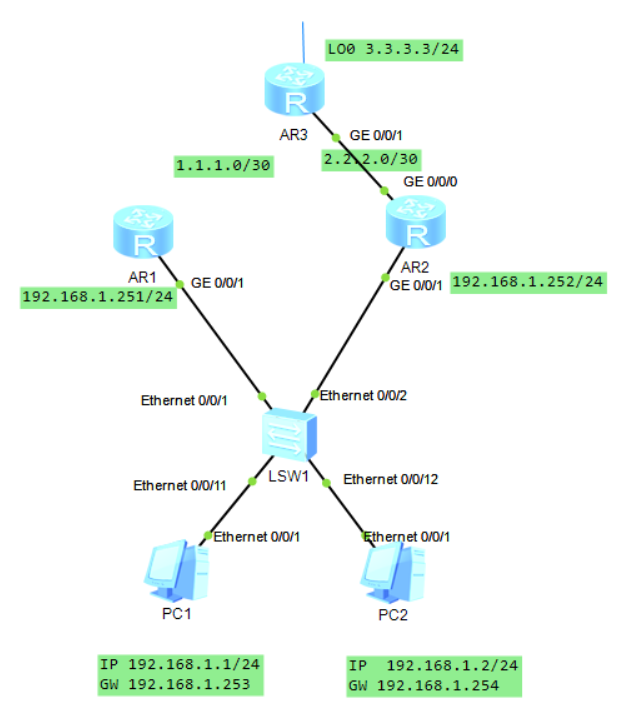 LO0 3.3.3.3/24
AR3
GE 0/0/1
1.1.1.0/30
2.2.2.0/30
GE 0/0/0
AR1
GE 0/0/1
192.168.1.251/24
AR2
GE 0/0/1
192.168.1.252/24
Ethernet 0/0/1
Ethernet 0/0/2
LSW1
Ethernet 0/0/11
Ethernet 0/0/12
Ethernet 0/0/1
Ethernet 0/0/1
PC1
PC2
IP 192.168.1.1/24
GW 192.168.1.253
IP 192.168.1.2/24
GW 192.168.1.254